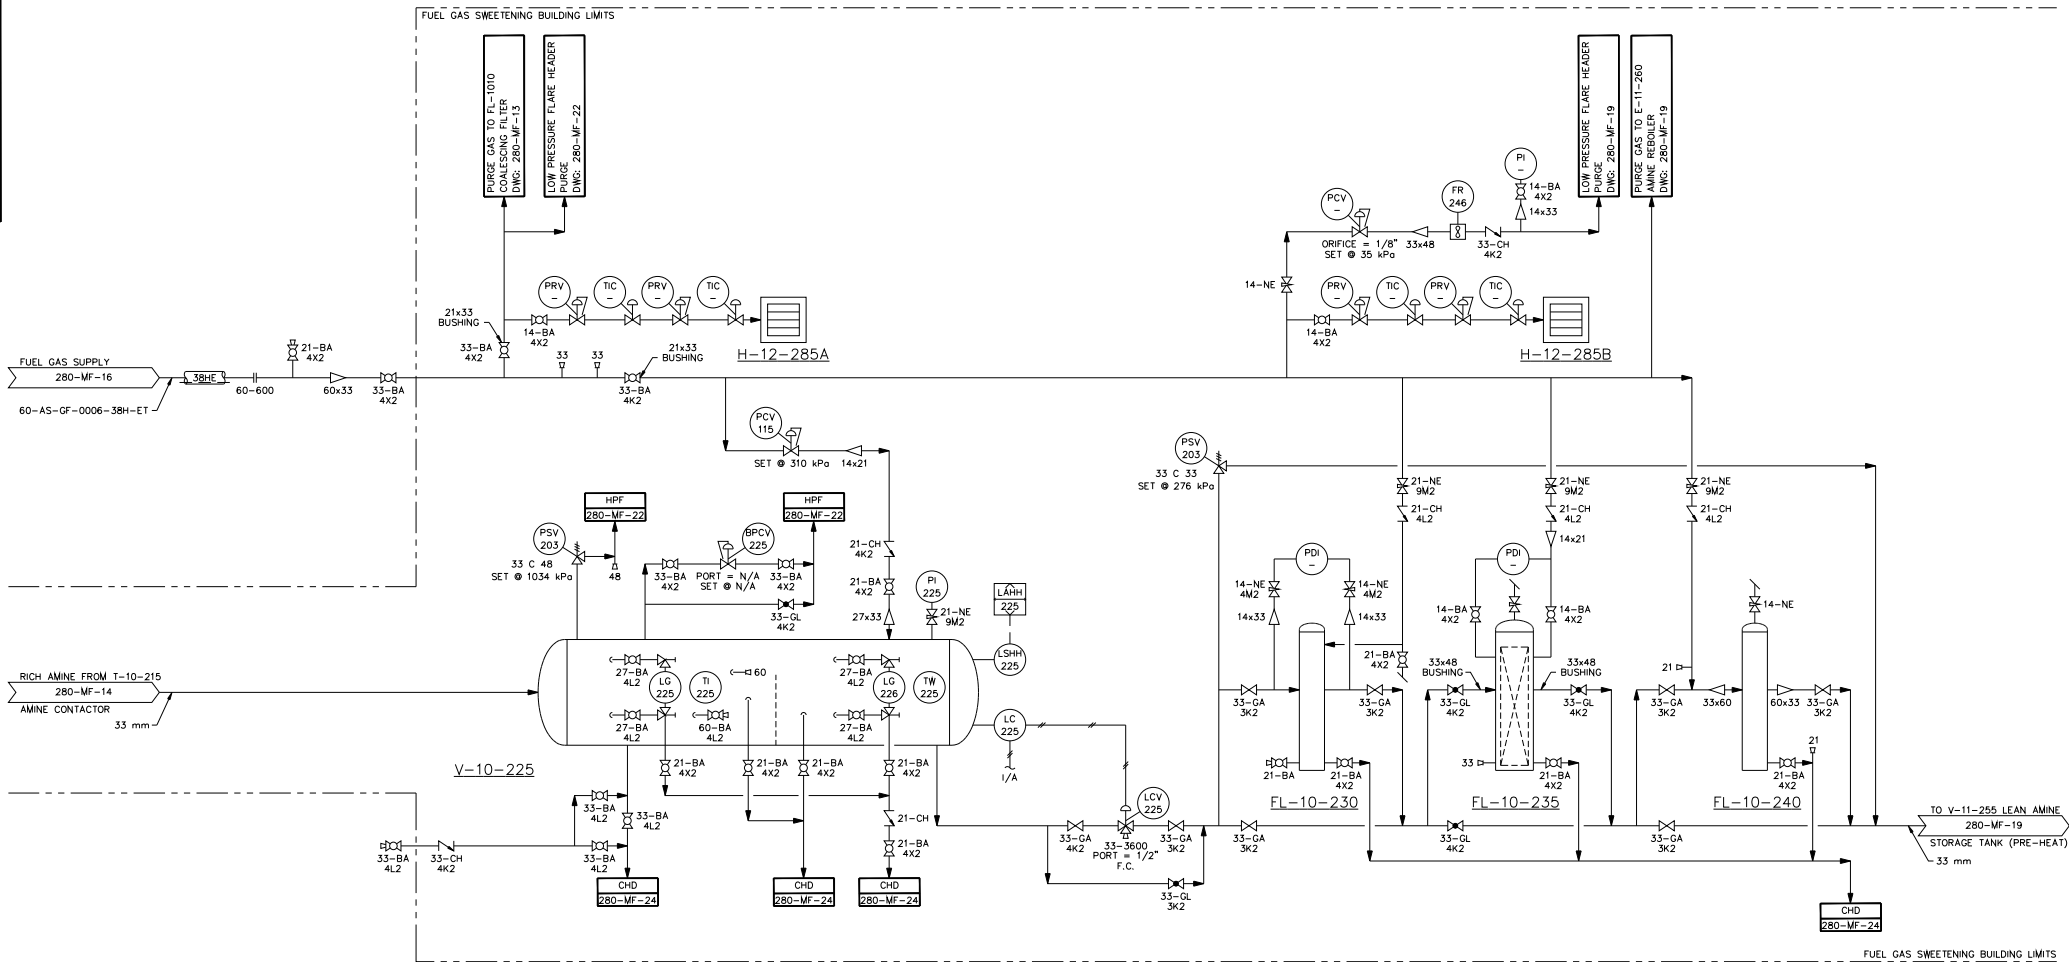 FUEL GAS SWEETENING BUILDING LIMITS
PURGE GAS TO FL-1010
COALESCING FILTER
DWG: 280-MF-13
LOW PRESSURE FLARE HEADER
PURGE
DWG: 280-MF-22
LOW PRESSURE FLARE HEADER
PURGE
DWG: 280-MF-19
PURGE GAS TO E-11-260
AMINE REBOILER
DWG: 280-MF-19
PI
-
14-BA
4X2
14x33
FR
246
PCV
-
ORIFICE = 1/8"
SET @ 35 kPa
33x48
33-CH
4K2
14-NE
PRV
-
TIC
-
PRV
-
TIC
-
14-BA
4X2
H-12-285A
21x33
BUSHING
33-BA
4X2
33
33
21x33
BUSHING
33-BA
4K2
PRV
-
TIC
-
PRV
-
TIC
-
14-BA
4X2
H-12-285B
FUEL GAS SUPPLY
280-MF-16
38HE
60-600
21-BA
4X2
60x33
33-BA
4X2
60-AS-GF-0006-38H-ET
PCV
115
SET @ 310 kPa
14x21
PSV
203
33 C 33
SET @ 276 kPa
21-NE
9M2
21-CH
4L2
21-NE
9M2
21-CH
4L2
14x21
21-NE
9M2
21-CH
4L2
HPF
280-MF-22
HPF
280-MF-22
PSV
203
33 C 48
SET @ 1034 kPa
48
BPCV
225
33-BA
4X2
PORT = N/A
SET @ N/A
33-BA
4X2
33-GL
4K2
21-CH
4K2
21-BA
4X2
27x33
PI
225
21-NE
9M2
LAHH
225
LSHH
225
PDI
-
14-NE
4M2
14-NE
4M2
14x33
14x33
PDI
-
14-BA
4X2
14-BA
4X2
14-NE
21-BA
4X2
RICH AMINE FROM T-10-215
280-MF-14
AMINE CONTACTOR
33 mm
27-BA
4L2
LG
225
TI
225
60
27-BA
4L2
60-BA
4L2
27-BA
4L2
LG
226
TW
225
27-BA
4L2
LC
225
I/A
V-10-225
21-BA
4X2
21-BA
4X2
21-BA
4X2
21-BA
4X2
33-GA
3K2
33-GA
3K2
21-BA
21-BA
4X2
FL-10-230
33x48
BUSHING
33x48
BUSHING
33-GL
4K2
33-GL
4K2
33
21-BA
4X2
FL-10-235
21
33-GA
3K2
33x60
60x33
33-GA
3K2
21
21-BA
4X2
FL-10-240
33-BA
4L2
33-BA
4L2
33-BA
4L2
33-CH
4K2
33-BA
4L2
21-CH
21-BA
4X2
CHD
280-MF-24
CHD
280-MF-24
CHD
280-MF-24
LCV
225
33-GA
4K2
33-3600
PORT = 1/2"
F.C.
33-GA
3K2
33-GL
3K2
33-GA
3K2
33-GL
4K2
33-GA
3K2
TO V-11-255 LEAN AMINE
280-MF-19
STORAGE TANK (PRE-HEAT)
33 mm
CHD
280-MF-24
FUEL GAS SWEETENING BUILDING LIMITS